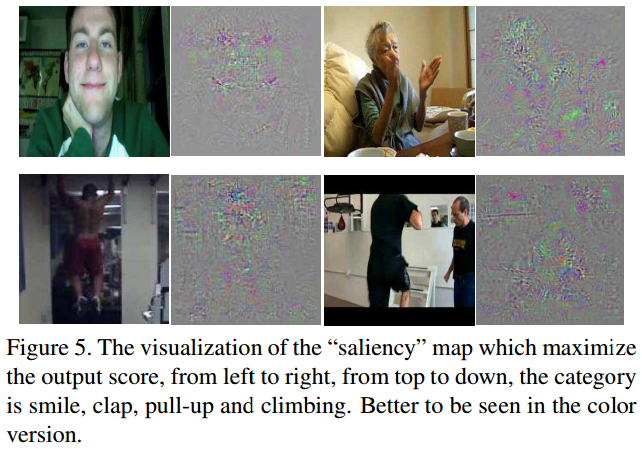 Figure 5. The visualization of the “saliency” map which maximize
the output score, from left to right, from top to down, the category
is smile, clap, pull-up and climbing. Better to be seen in the color
version.